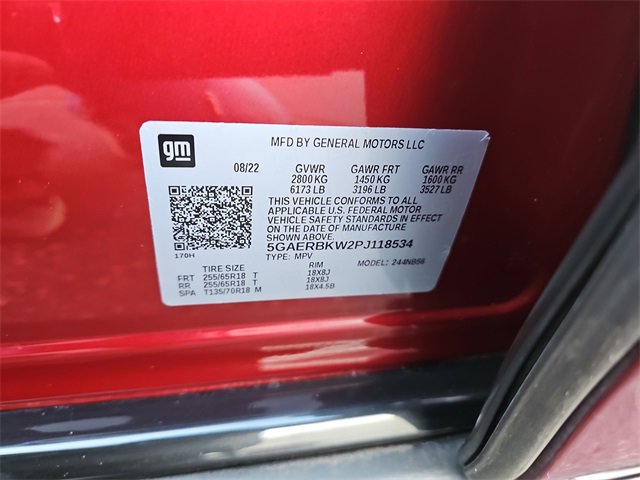 gm
MFD BY GENERAL MOTORS LLC
08/22 GVWR GAWR FRT GAWR RR
2800 KG 1450 KG 1600 KG
6173 LB 3196 LB 3527 LB
THIS VEHICLE CONFORMS TO ALL
APPLICABLE U.S. FEDERAL MOTOR
VEHICLE SAFETY STANDARDS IN EFFECT
ON THE DATE OF MANUFACTURE
SHOWN ABOVE.
5GAERBKW2PJ118534
170H
TYPE: MPV MODEL: 244NB56
TIRE SIZE RIM
FRT 255/65R18 T 18X8J
RR 255/65R18 T 18X8J
SPA T135/70R18 M 18X4.5B